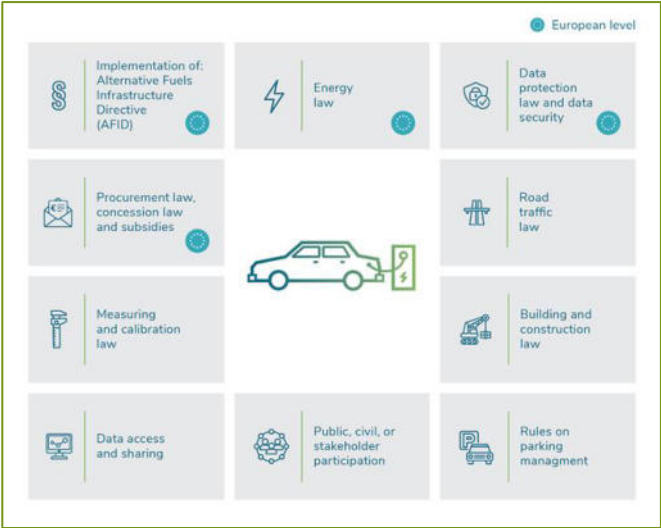 European level
Implementation of:
Alternative Fuels
Infrastructure
Directive
(AFID)
Energy
law
Data
protection
law and data
security
Procurement law,
concession law
and subsidies
Road
traffic
law
Measuring
and calibration
law
Building and
construction
law
Data access
and sharing
Public, civil, or
stakeholder
participation
P
Rules on
parking
managment